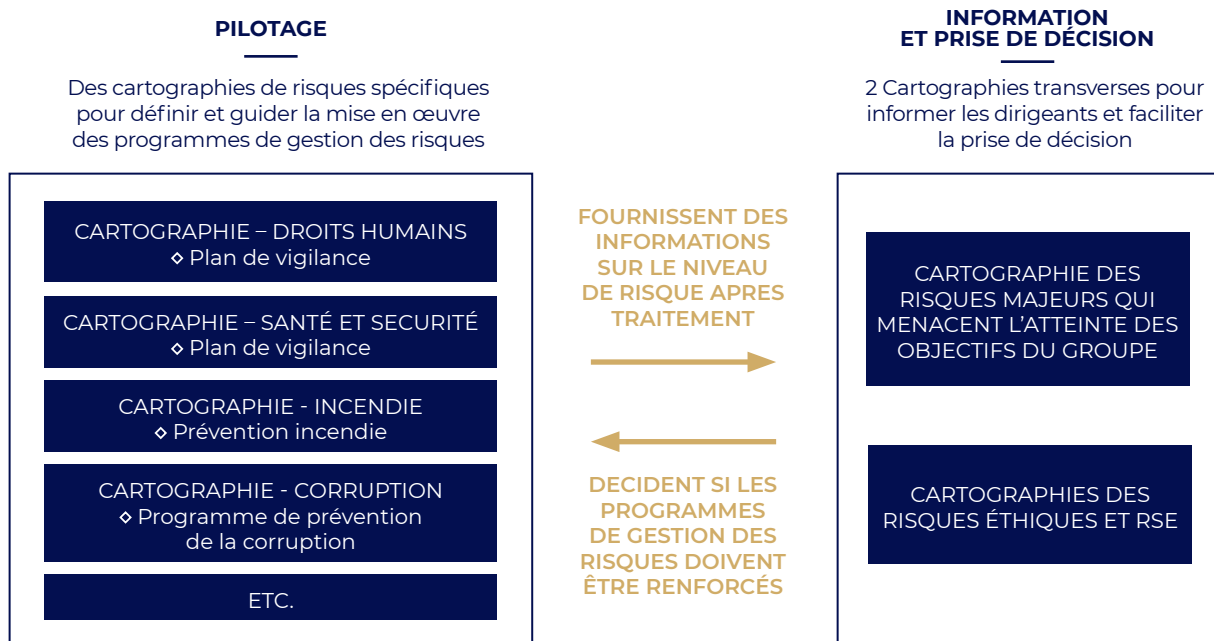 PILOTAGE
Des cartographies de risques spécifiques
pour définir et guider la mise en œuvre
des programmes de gestion des risques
CARTOGRAPHIE – DROITS HUMAINS
⋄ Plan de vigilance
CARTOGRAPHIE – SANTÉ ET SECURITÉ
⋄ Plan de vigilance
CARTOGRAPHIE - INCENDIE
⋄ Prévention incendie
CARTOGRAPHIE - CORRUPTION
⋄ Programme de prévention
de la corruption
ETC.
FOURNISSENT DES
INFORMATIONS
SUR LE NIVEAU
DE RISQUE APRES
TRAITEMENT
DECIDENT SI LES
PROGRAMMES
DE GESTION DES
RISQUES DOIVENT
ÊTRE RENFORCÉS
INFORMATION
ET PRISE DE DÉCISION
2 Cartographies transverses pour
informer les dirigeants et faciliter
la prise de décision
CARTOGRAPHIE DES
RISQUES MAJEURS QUI
MENACENT L'ATTEINTE DES
OBJECTIFS DU GROUPE
CARTOGRAPHIES DES
RISQUES ÉTHIQUES ET RSE